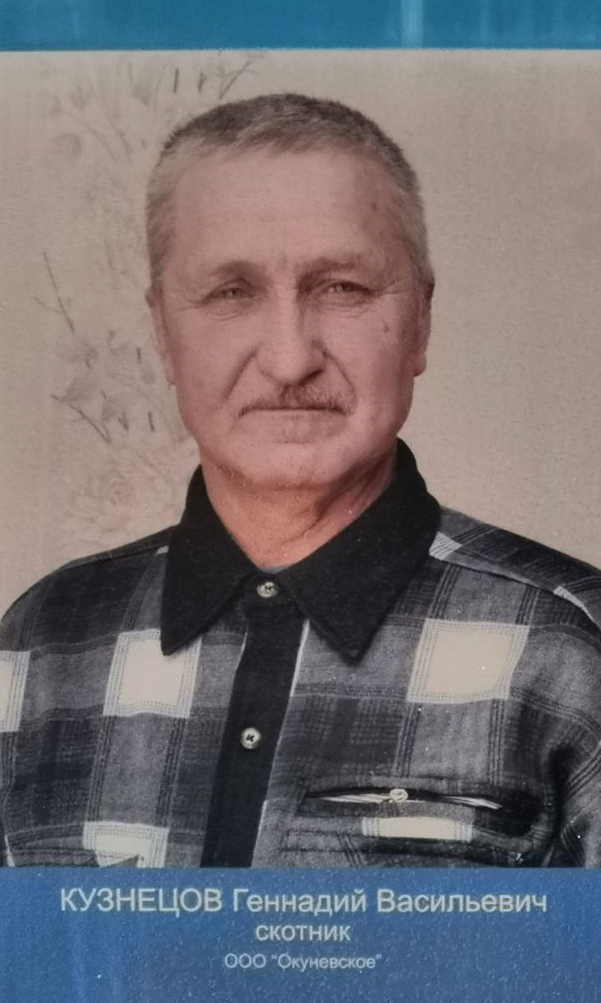 КУЗНЕЦОВ Геннадий Васильевич
скотник
ООО "Окуневское"